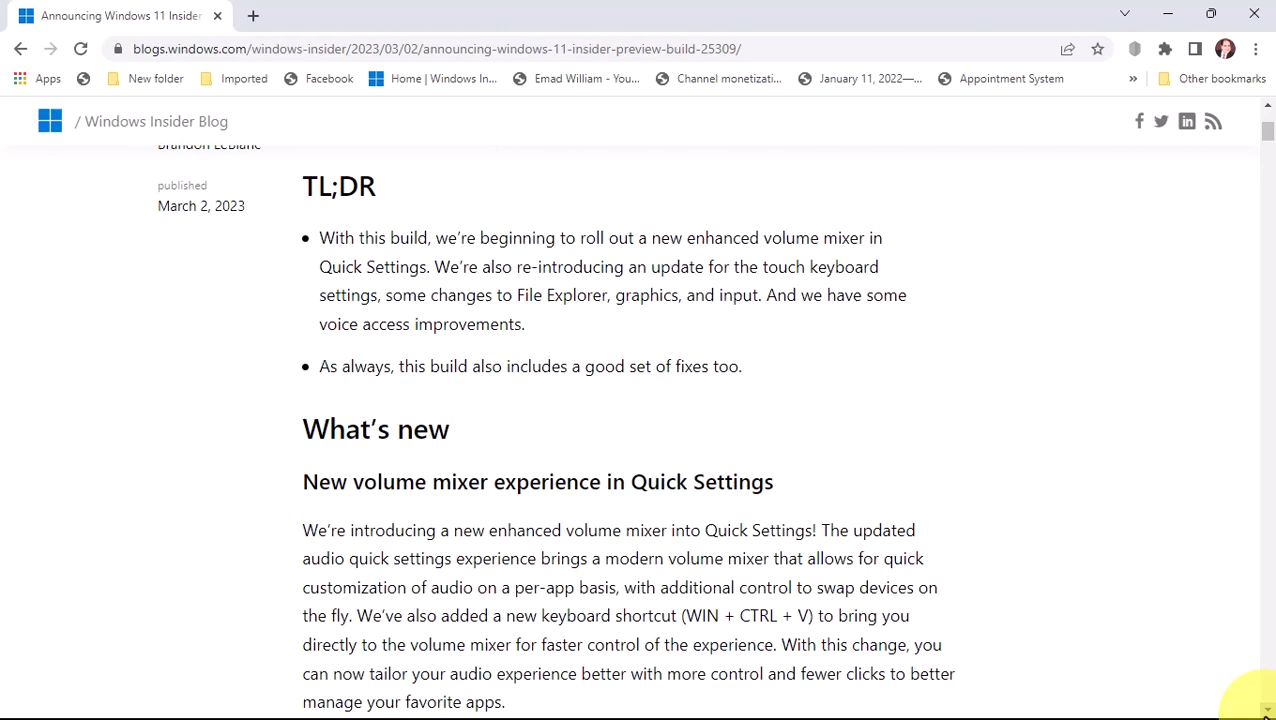 Announcing Windows 11 Insider
blogs.windows.com/windows-insider/2023/03/02/announcing-windows-11-insider-preview-build-25309/
Apps New folder Imported Facebook Home | Windows In... Emad William - You... Channel monetizati... January 11, 2022—... Appointment System » Other bookmarks
/ Windows Insider Blog
Brandon LeBlanc
published
March 2, 2023
TL;DR
• With this build, we’re beginning to roll out a new enhanced volume mixer in
Quick Settings. We’re also re-introducing an update for the touch keyboard
settings, some changes to File Explorer, graphics, and input. And we have some
voice access improvements.
• As always, this build also includes a good set of fixes too.
What’s new
New volume mixer experience in Quick Settings
We’re introducing a new enhanced volume mixer into Quick Settings! The updated
audio quick settings experience brings a modern volume mixer that allows for quick
customization of audio on a per-app basis, with additional control to swap devices on
the fly. We’ve also added a new keyboard shortcut (WIN + CTRL + V) to bring you
directly to the volume mixer for faster control of the experience. With this change, you
can now tailor your audio experience better with more control and fewer clicks to better
manage your favorite apps.